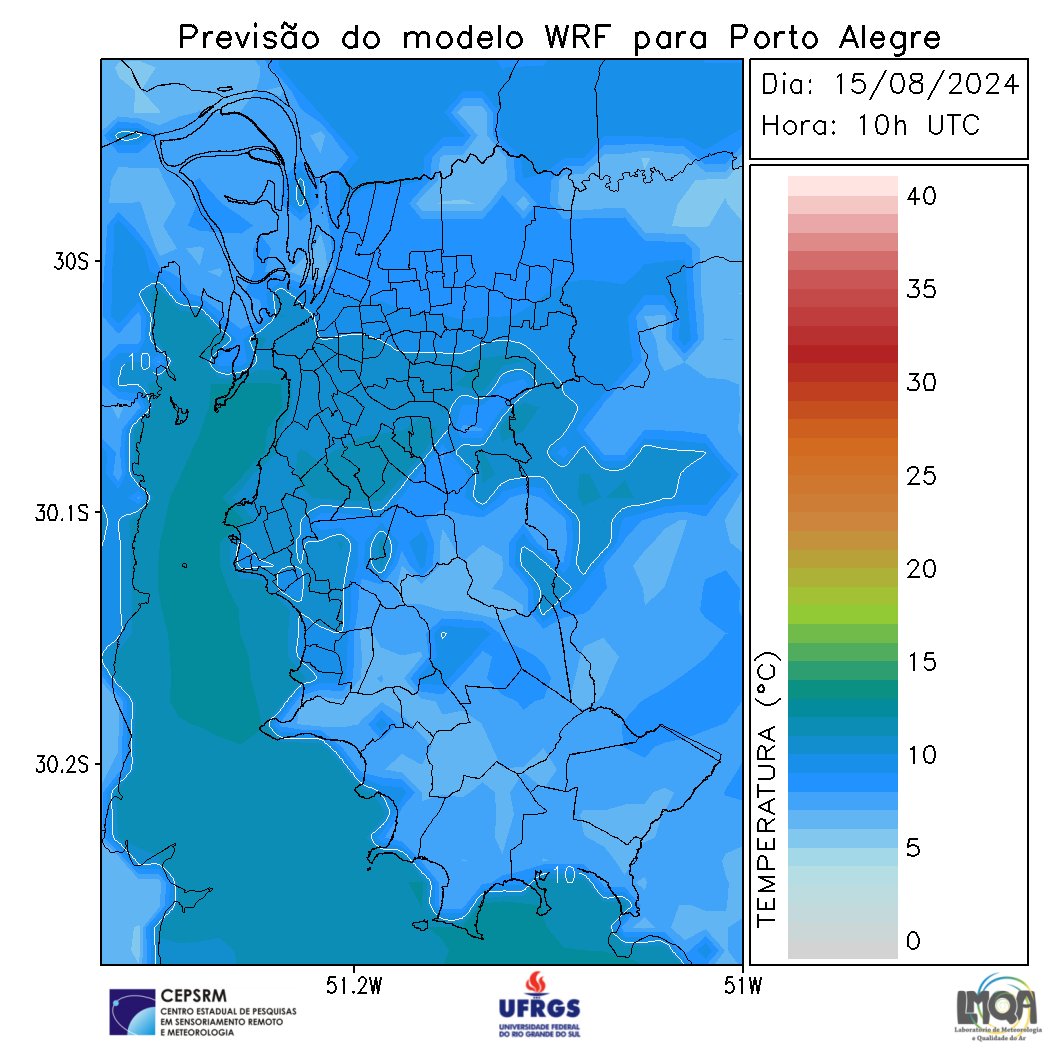 Previsão do modelo WRF para Porto Alegre
Dia: 15/08/2024
Hora: 10h UTC
40
35
30
25
20
15
10
5
0
TEMPERATURA (°C)
30S
30.1S
30.2S
10
10
51.2W
51W
CEPSRM
CENTRO ESTADUAL DE PESQUISAS
EM SENSORIAMENTO REMOTO
E METEOROLOGIA
UFRGS
UNIVERSIDADE FEDERAL
DO RIO GRANDE DO SUL
LMQA
Laboratório de Meteorologia
e Qualidade do Ar